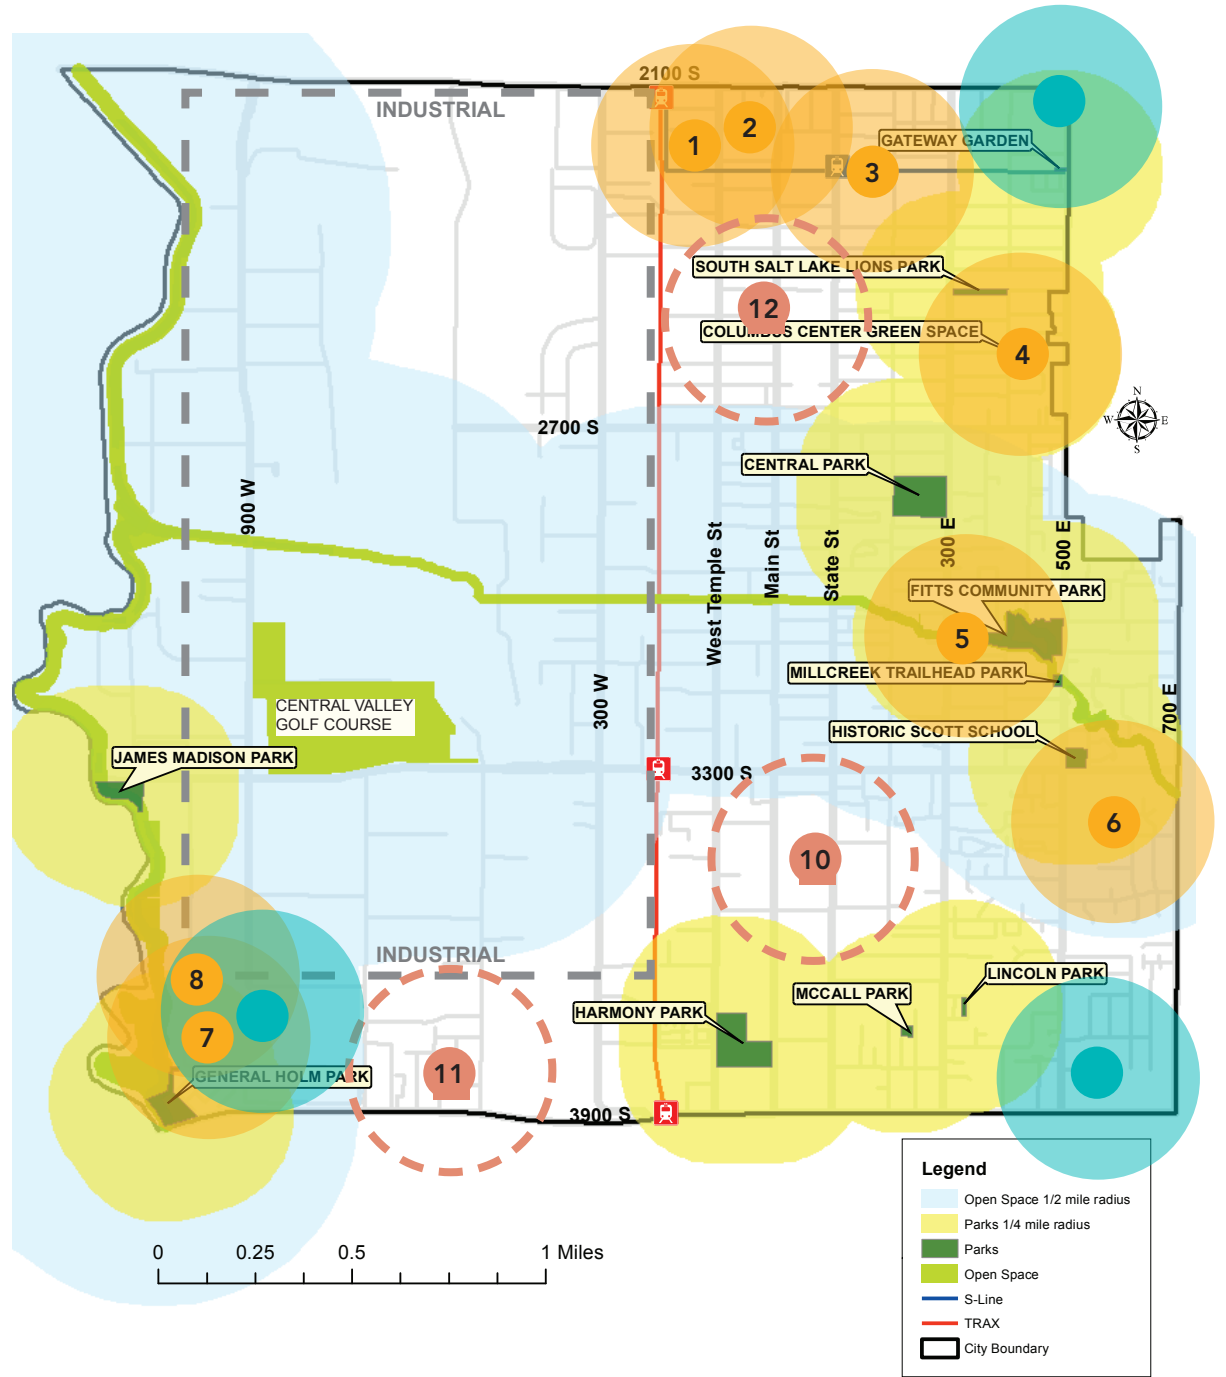 2100 S
INDUSTRIAL
1
2
3
GATEWAY GARDEN
SOUTH SALT LAKE LIONS PARK
12
COLUMBUS CENTER GREEN SPACE
4
N
W
E
S
2700 S
CENTRAL PARK
900 W
300 W
West Temple St
Main St
State St
300 E
500 E
700 E
FITTS COMMUNITY PARK
5
MILLCREEK TRAILHEAD PARK
CENTRAL VALLEY
GOLF COURSE
HISTORIC SCOTT SCHOOL
JAMES MADISON PARK
3300 S
6
10
INDUSTRIAL
8
7
LINCOLN PARK
MCCALL PARK
HARMONY PARK
11
GENERAL HOLM PARK
3900 S
Legend
Open Space 1/2 mile radius
Parks 1/4 mile radius
Parks
Open Space
S-Line
TRAX
City Boundary
0 0.25 0.5 1 Miles